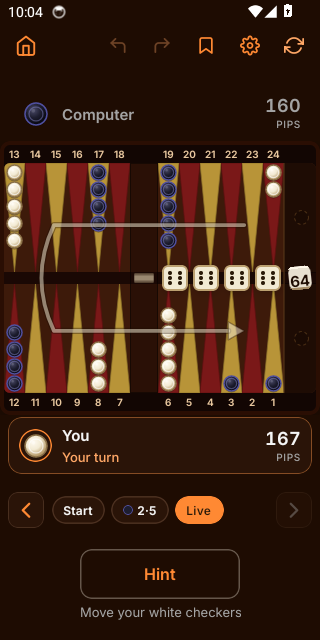 10:04
Computer
160
PIPS
13 14 15 16 17 18 19 20 21 22 23 24
64
12 11 10 9 8 7 6 5 4 3 2 1
You
Your turn
167
PIPS
Start
2·5
Live
Hint
Move your white checkers